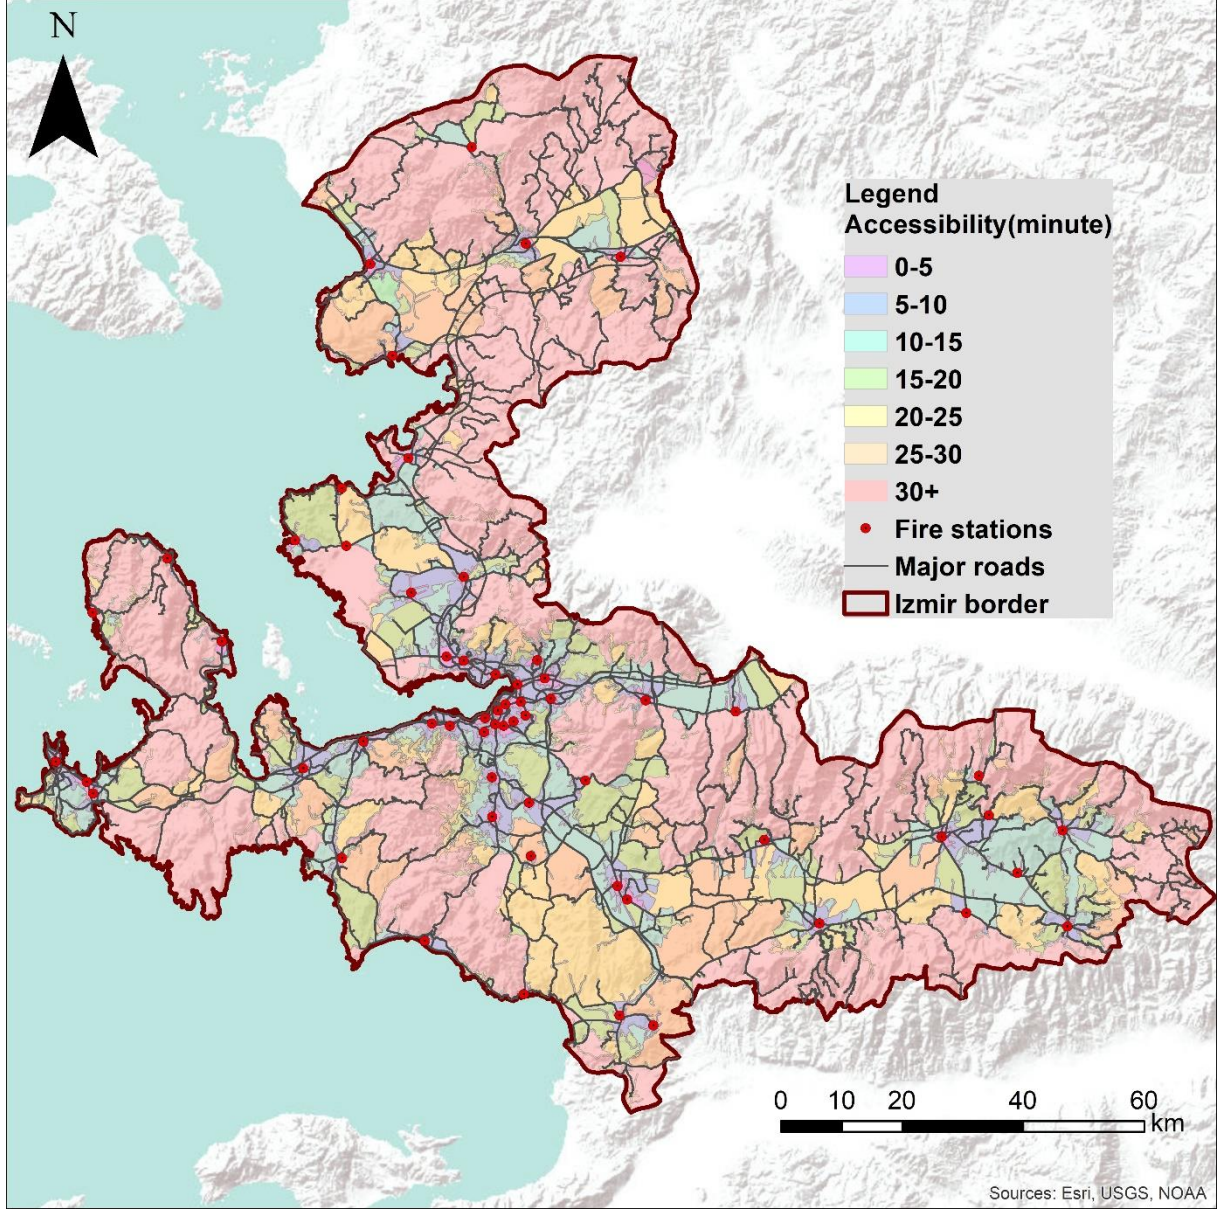 N
Legend
Accessibility(minute)
0-5
5-10
10-15
15-20
20-25
25-30
30+
Fire stations
Major roads
Izmir border
0 10 20 40 60
km
Sources: Esri, USGS, NOAA